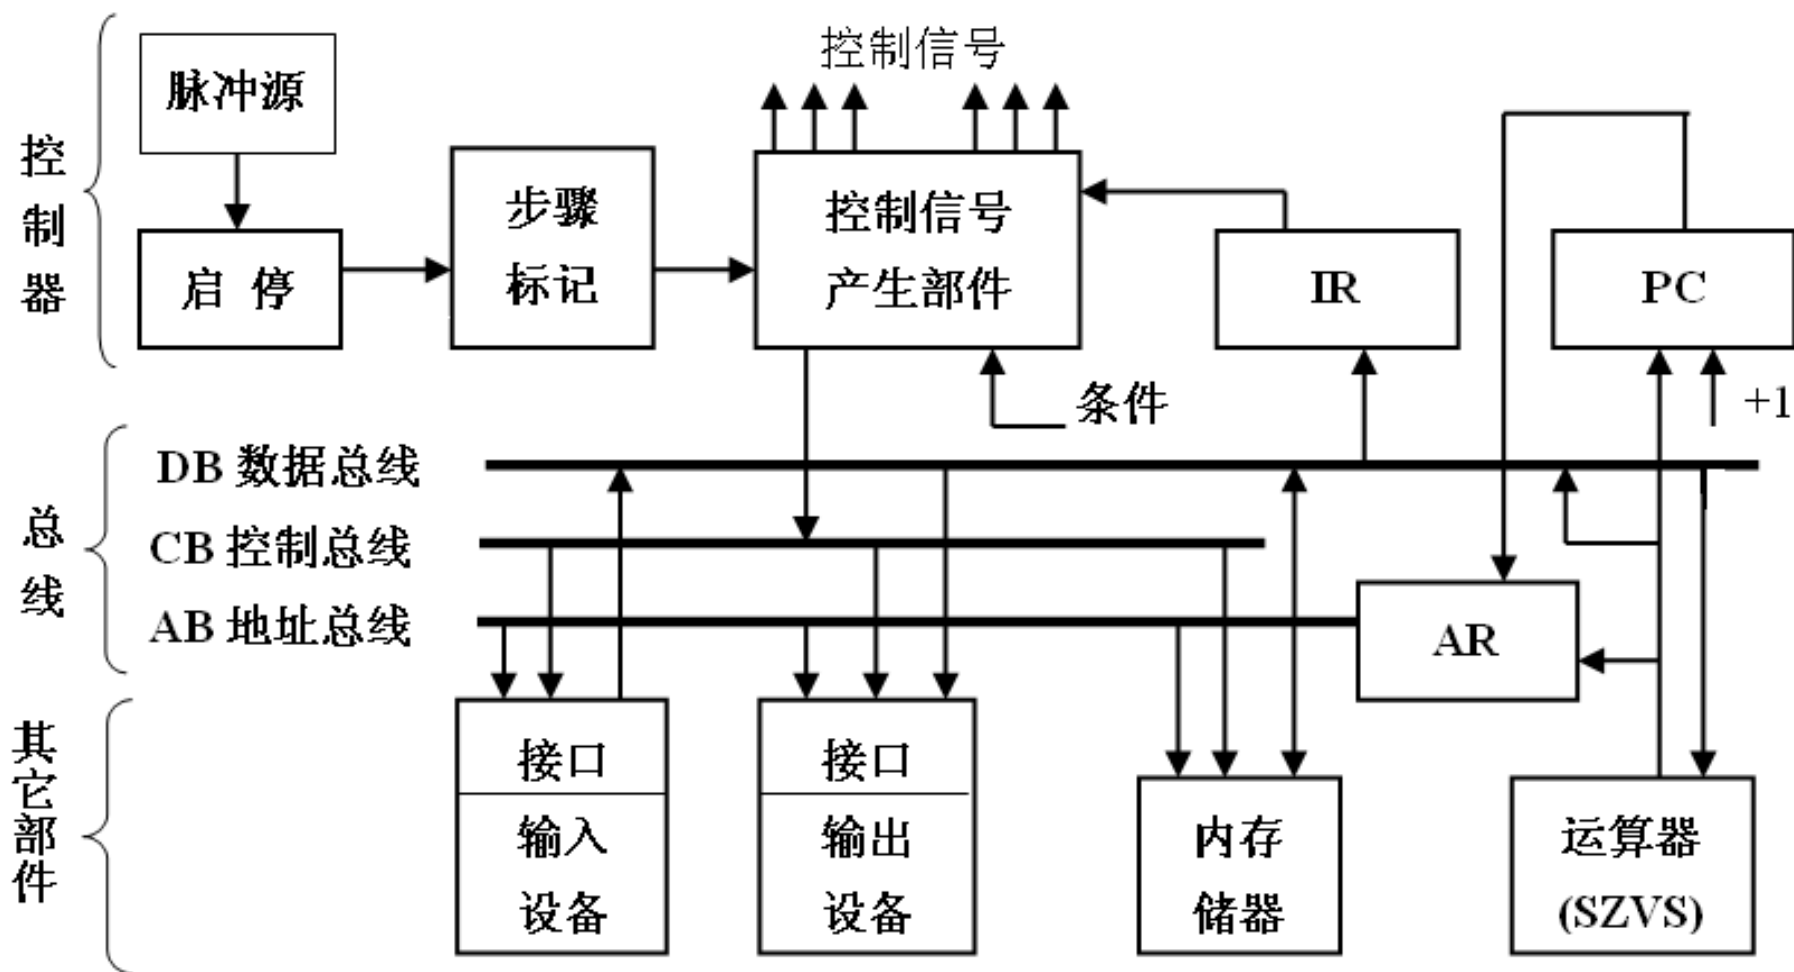 控制信号
控制器
脉冲源
启 停
步骤标记
控制信号产生部件
IR
PC
条件
+1
总线
DB 数据总线
CB 控制总线
AB 地址总线
AR
其它部件
接口
输入设备
接口
输出设备
内存储器
运算器
(SZVS)